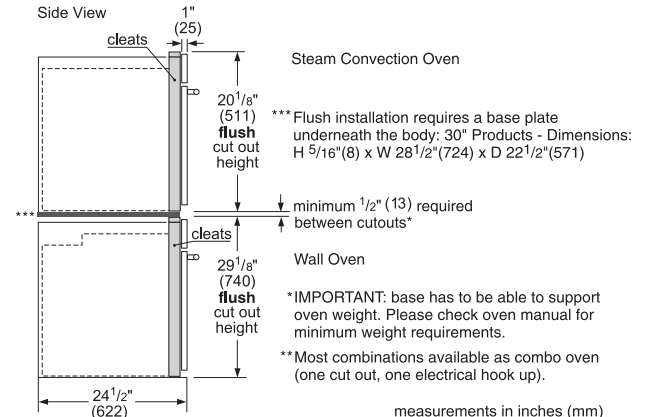 Side View
1"
(25)
cleats
Steam Convection Oven
20 1/8"
(511)
flush
cut out
height
***Flush installation requires a base plate
underneath the body: 30" Products - Dimensions:
H 5/16"(8) x W 28 1/2"(724) x D 22 1/2"(571)
***
minimum 1/2" (13) required
between cutouts*
cleats
Wall Oven
29 1/8"
(740)
flush
cut out
height
*IMPORTANT: base has to be able to support
oven weight. Please check oven manual for
minimum weight requirements.
**Most combinations available as combo oven
(one cut out, one electrical hook up).
24 1/2"
(622)
measurements in inches (mm)